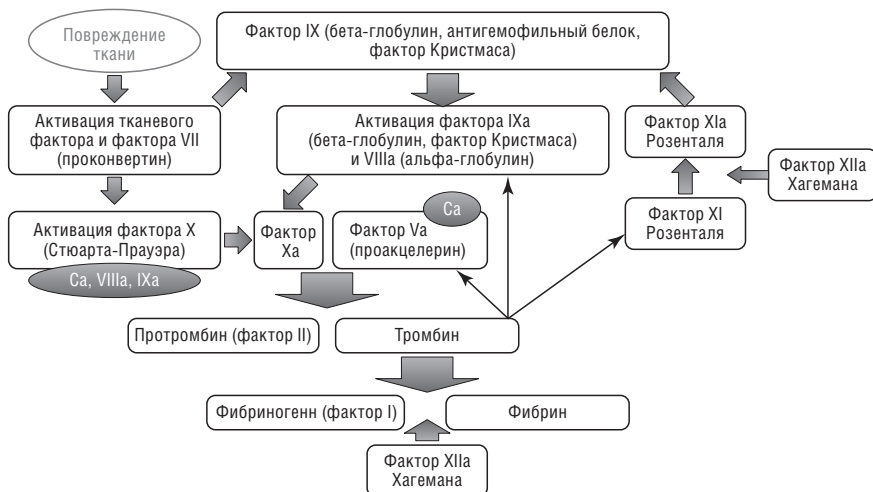 Повреждение
ткани
Фактор IX (бета-глобулин, антигемофильный белок,
фактор Кристмаса)
Активация тканевого
фактора и фактора VII
(проконвертин)
Активация фактора IXa
(бета-глобулин, фактор Кристмаса)
и VIIIa (альфа-глобулин)
Фактор XIa
Розенталя
Фактор XIIa
Хагемана
Активация фактора X
(Стюарта-Прауэра)
Ca, VIIIa, IXa
Фактор
Xa
Ca
Фактор Va
(проакцелерин)
Фактор XI
Розенталя
Протромбин (фактор II)
Тромбин
Фибриногенн (фактор I)
Фибрин
Фактор XIIa
Хагемана